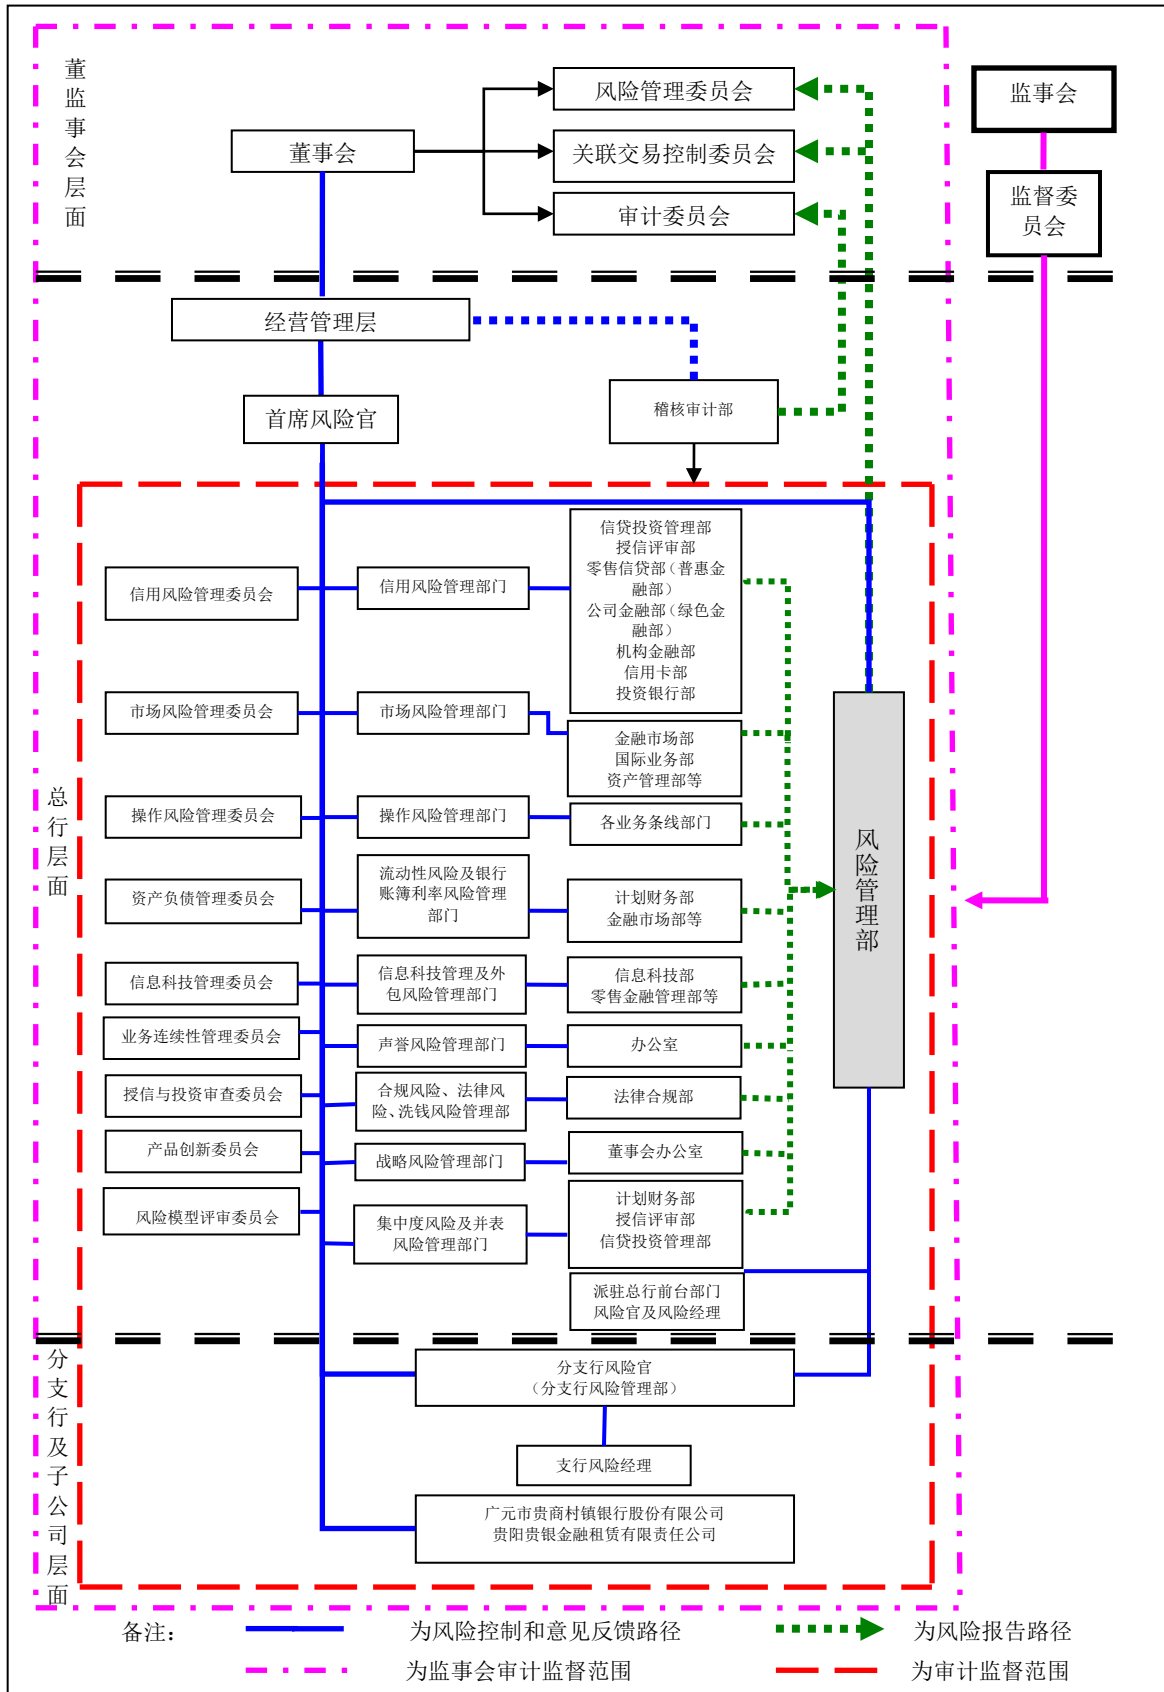 董监事会层面
风险管理委员会
监事会
董事会
关联交易控制委员会
审计委员会
监督委
员会
经营管理层
首席风险官
稽核审计部
总行层面
信用风险管理委员会
信用风险管理部门
信贷投资管理部
授信评审部
零售信贷部（普惠金
融部）
公司金融部（绿色金
融部）
机构金融部
信用卡部
投资银行部
市场风险管理委员会
市场风险管理部门
金融市场部
国际业务部
资产管理部等
操作风险管理委员会
操作风险管理部门
各业务条线部门
风险管理部
资产负债管理委员会
流动性风险及银行
账簿利率风险管理
部门
计划财务部
金融市场部等
信息科技管理委员会
信息科技管理及外
包风险管理部门
信息科技部
零售金融管理部等
业务连续性管理委员会
声誉风险管理部门
办公室
授信与投资审查委员会
合规风险、法律风
险、洗钱风险管理部
法律合规部
产品创新委员会
战略风险管理部门
董事会办公室
风险模型评审委员会
集中度风险及并表
风险管理部门
计划财务部
授信评审部
信贷投资管理部
派驻总行前台部门
风险官及风险经理
分支行及子公司层面
分支行风险官
（分支行风险管理部）
支行风险经理
广元市贵商村镇银行股份有限公司
贵阳贵银金融租赁有限责任公司
备注：
为风险控制和意见反馈路径
为风险报告路径
为监事会审计监督范围
为审计监督范围